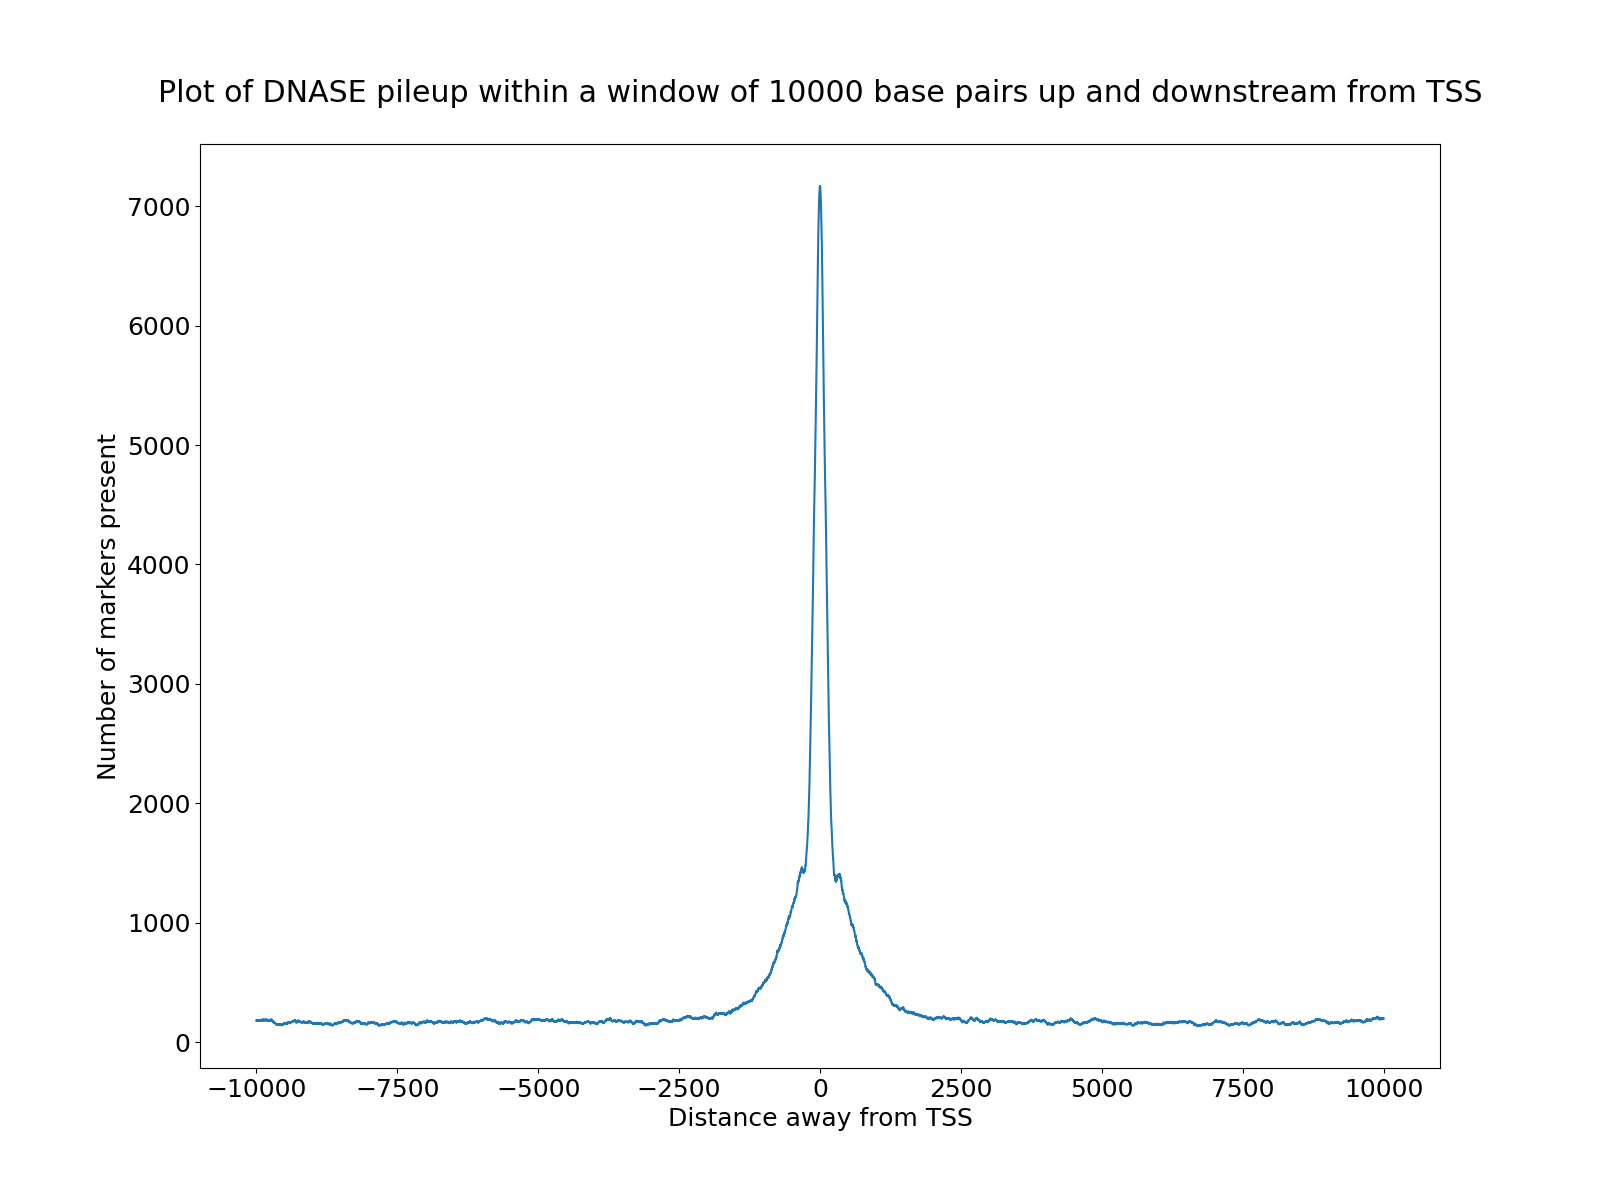 Plot of DNASE pileup within a window of 10000 base pairs up and downstream from TSS
7000
6000
5000
4000
3000
2000
1000
0
Number of markers present
−10000 −7500 −5000 −2500 0 2500 5000 7500 10000
Distance away from TSS